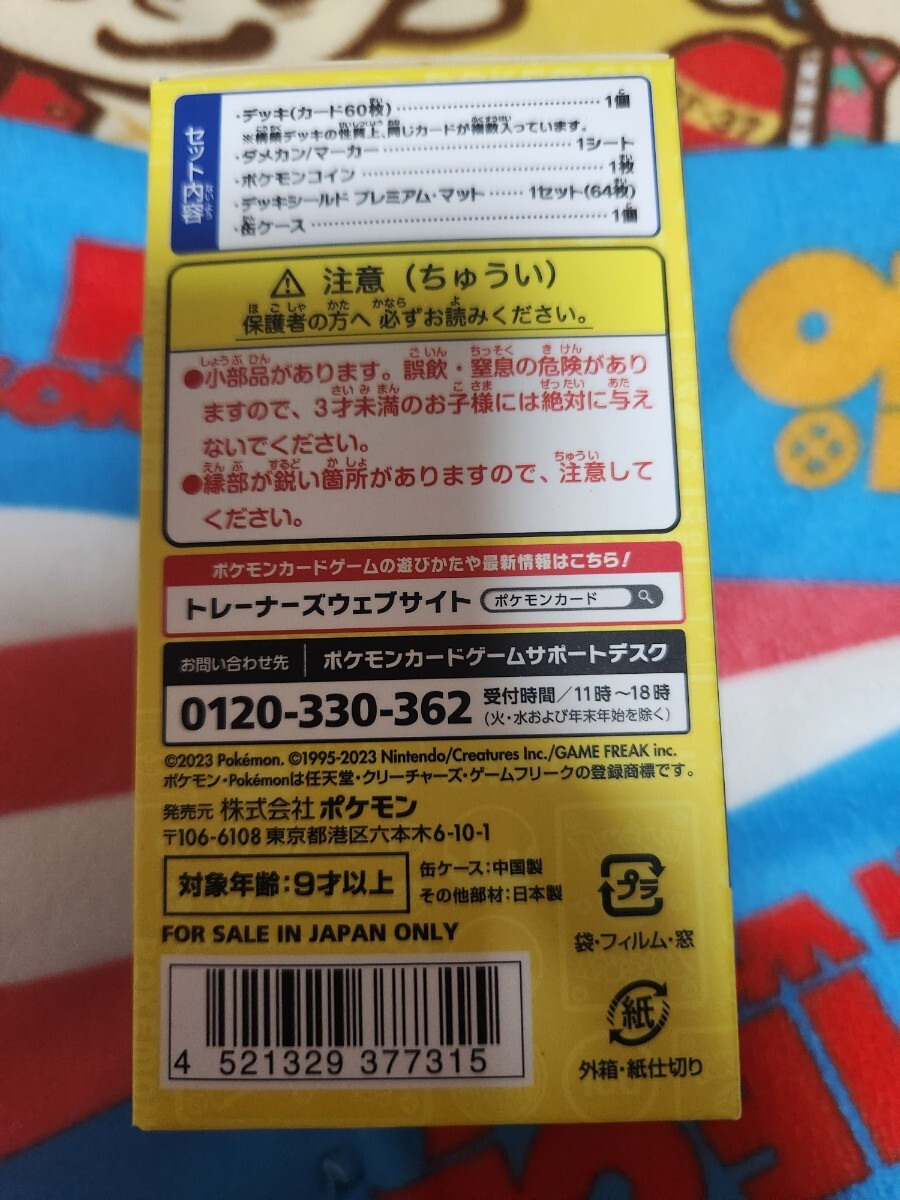 セット内容
・デッキ(カード60枚)……1個
※構築デッキの性質上、同じカードが複数入っています。
・ダメカン/マーカー……1シート
・ポケモンコイン……1枚
・デッキシールド プレミアム・マット……1セット(64枚)
・缶ケース……1個
⚠ 注意（ちゅうい）
保護者の方へ 必ずお読みください。
●小部品があります。誤飲・窒息の危険があり
ますので、3才未満のお子様には絶対に与え
ないでください。
●縁部が鋭い箇所がありますので、注意して
ください。
ポケモンカードゲームの遊びかたや最新情報はこちら!
トレーナーズウェブサイト ポケモンカード
お問い合わせ先 ポケモンカードゲームサポートデスク
0120-330-362 受付時間/11時〜18時
(火・水および年末年始を除く)
©2023 Pokémon. ©1995-2023 Nintendo/Creatures Inc./GAME FREAK inc.
ポケモン・Pokémonは任天堂・クリーチャーズ・ゲームフリークの登録商標です。
発売元 株式会社 ポケモン
〒106-6108 東京都港区六本木6-10-1
対象年齢:9才以上
缶ケース:中国製
その他部材:日本製
プラ
袋・フィルム・窓
FOR SALE IN JAPAN ONLY
紙
外箱・紙仕切り
4 521329 377315